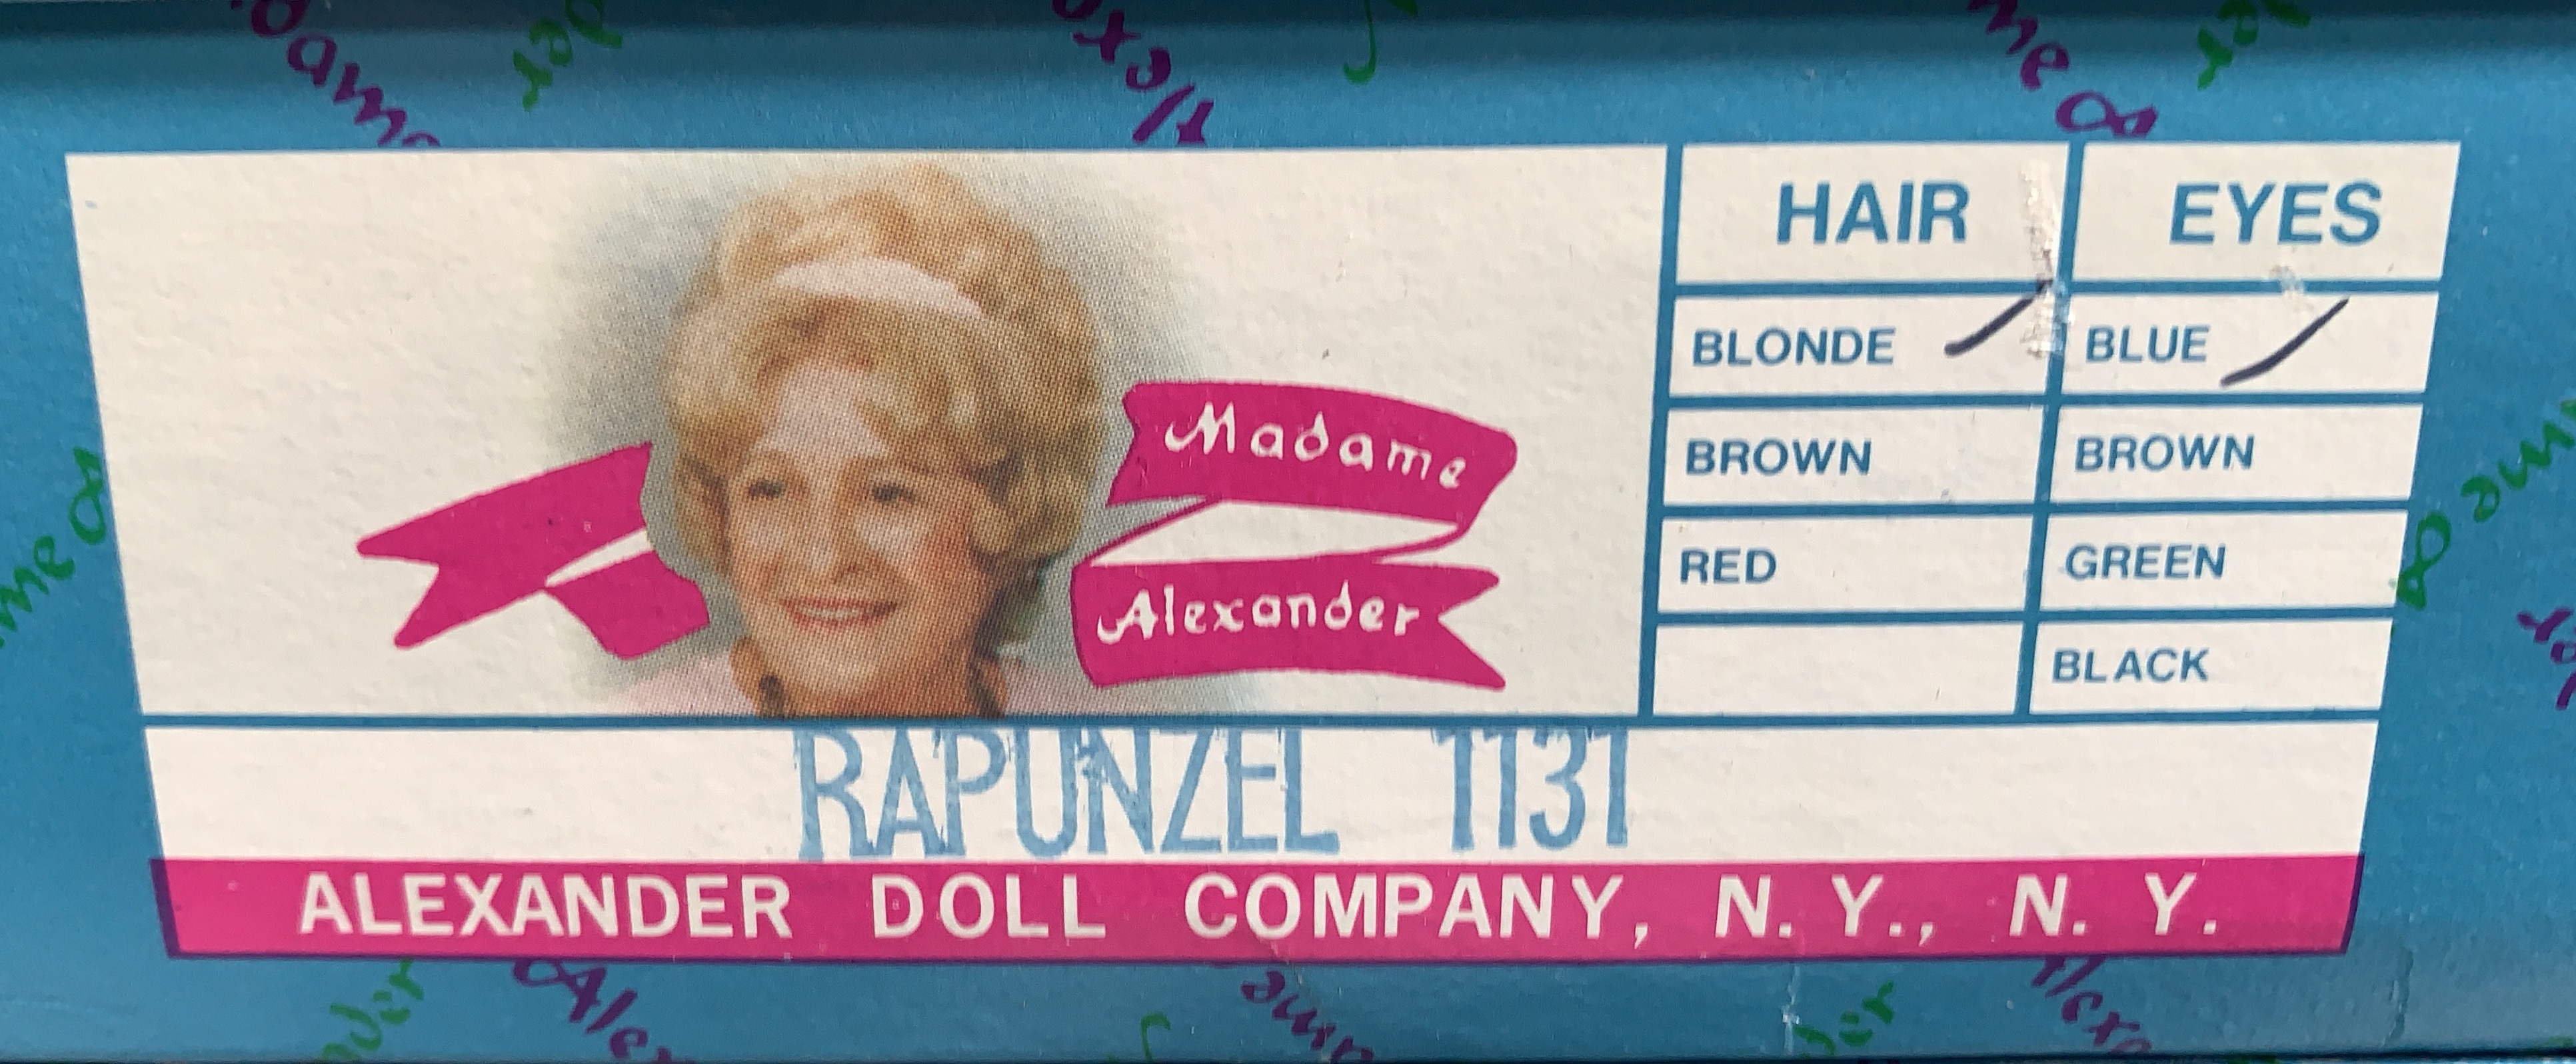 Madame
Alexander
HAIR EYES
BLONDE BLUE
BROWN BROWN
RED GREEN
BLACK
RAPUNZEL 1131
ALEXANDER DOLL COMPANY, N. Y., N. Y.